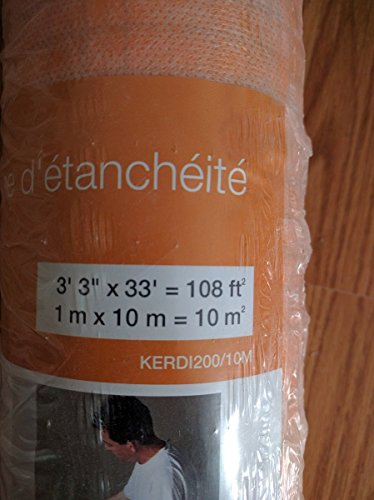 d'étanchéité
3' 3" x 33' = 108 ft²
1 m x 10 m = 10 m²
KERDI200/10M